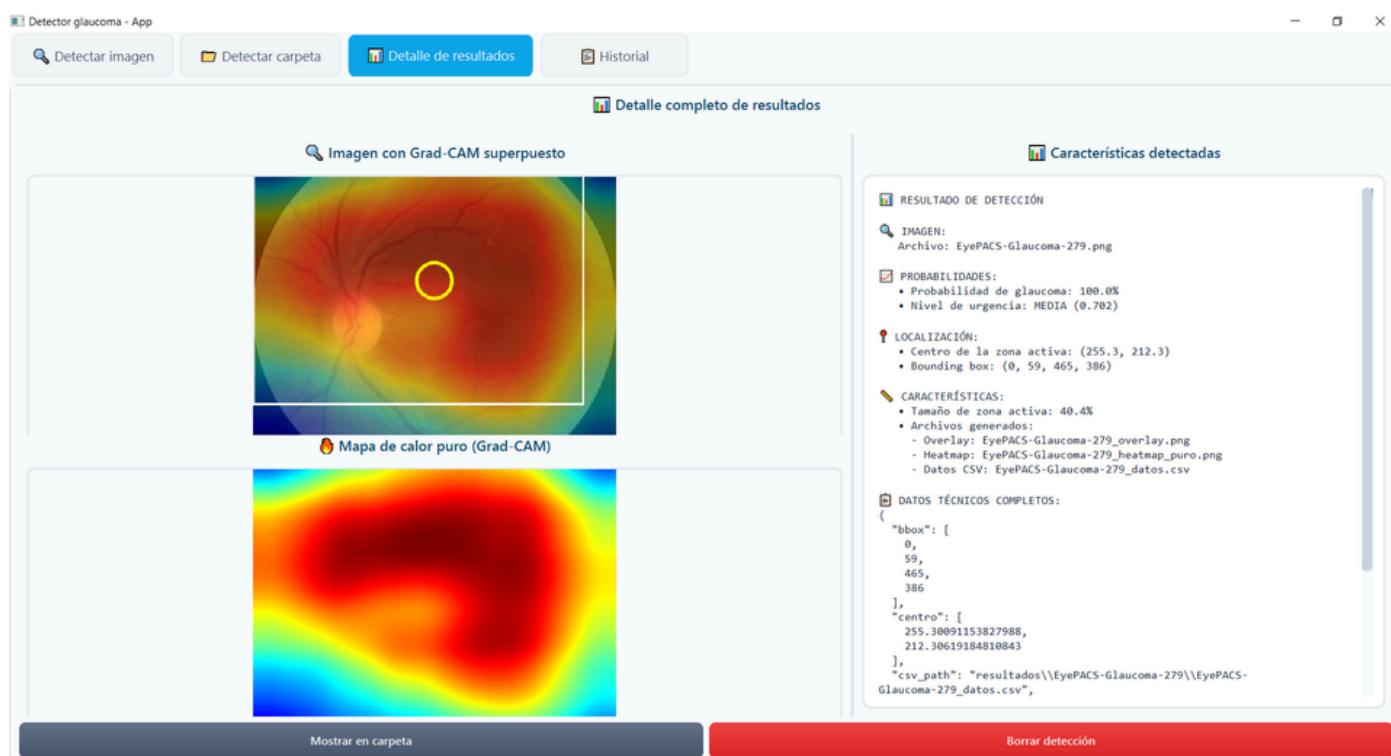 Detector glaucoma - App
Detectar imagen
Detectar carpeta
Detalle de resultados
Historial
Detalle completo de resultados
Imagen con Grad-CAM superpuesto
Mapa de calor puro (Grad-CAM)
Características detectadas
RESULTADO DE DETECCIÓN
IMAGEN:
Archivo: EyePACS-Glaucoma-279.png
PROBABILIDADES:
• Probabilidad de glaucoma: 100.0%
• Nivel de urgencia: MEDIA (0.702)
LOCALIZACIÓN:
• Centro de la zona activa: (255.3, 212.3)
• Bounding box: (0, 59, 465, 386)
CARACTERÍSTICAS:
• Tamaño de zona activa: 40.4%
• Archivos generados:
- Overlay: EyePACS-Glaucoma-279_overlay.png
- Heatmap: EyePACS-Glaucoma-279_heatmap_puro.png
- Datos CSV: EyePACS-Glaucoma-279_datos.csv
DATOS TÉCNICOS COMPLETOS:
{
"bbox": [
0,
59,
465,
386
],
"centro": [
255.30091153827988,
212.30619184810843
],
"csv_path": "resultados\\EyePACS-Glaucoma-279\\EyePACS-
Glaucoma-279_datos.csv",
Mostrar en carpeta
Borrar detección